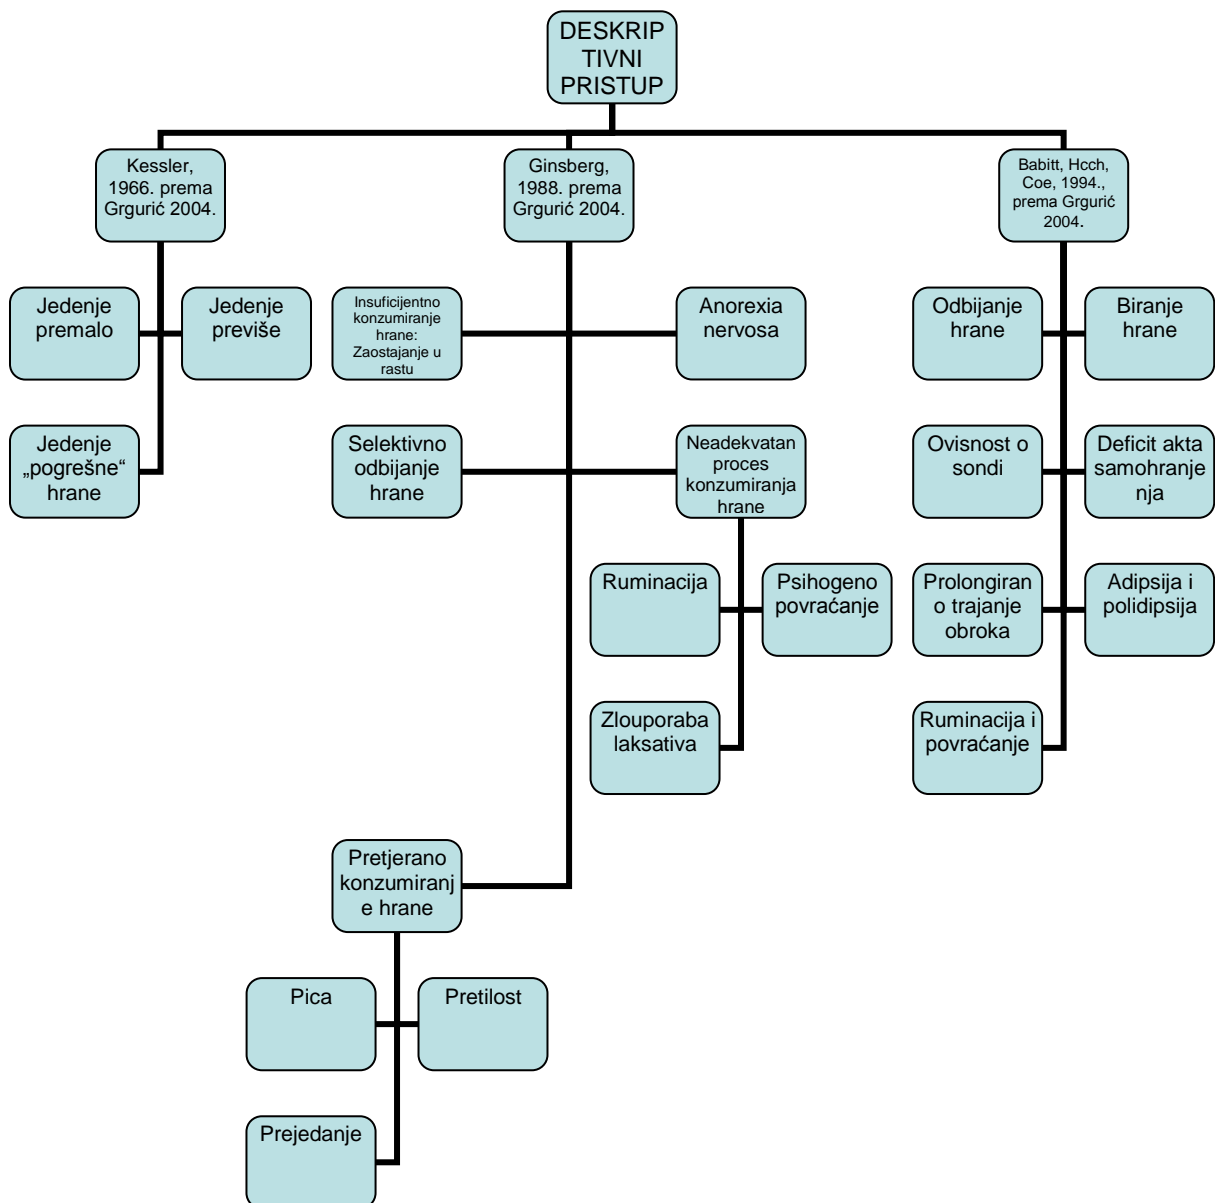 DESKRIP
TIVNI
PRISTUP
Kessler,
1966. prema
Grgurić 2004.
Ginsberg,
1988. prema
Grgurić 2004.
Babitt, Hcch,
Coe, 1994.,
prema Grgurić
2004.
Jedenje
premalo
Jedenje
previše
Jedenje
„pogrešne“
hrane
Insuficijentno
konzumiranje
hrane:
Zaostajanje u
rastu
Anorexia
nervosa
Selektivno
odbijanje
hrane
Neadekvatan
proces
konzumiranja
hrane
Ruminacija
Psihogeno
povraćanje
Zlouporaba
laksativa
Pretjerano
konzumiranj
e hrane
Pica
Pretilost
Prejedanje
Odbijanje
hrane
Biranje
hrane
Ovisnost o
sondi
Deficit akta
samohranje
nja
Prolongiran
o trajanje
obroka
Adipsija i
polidipsija
Ruminacija i
povraćanje